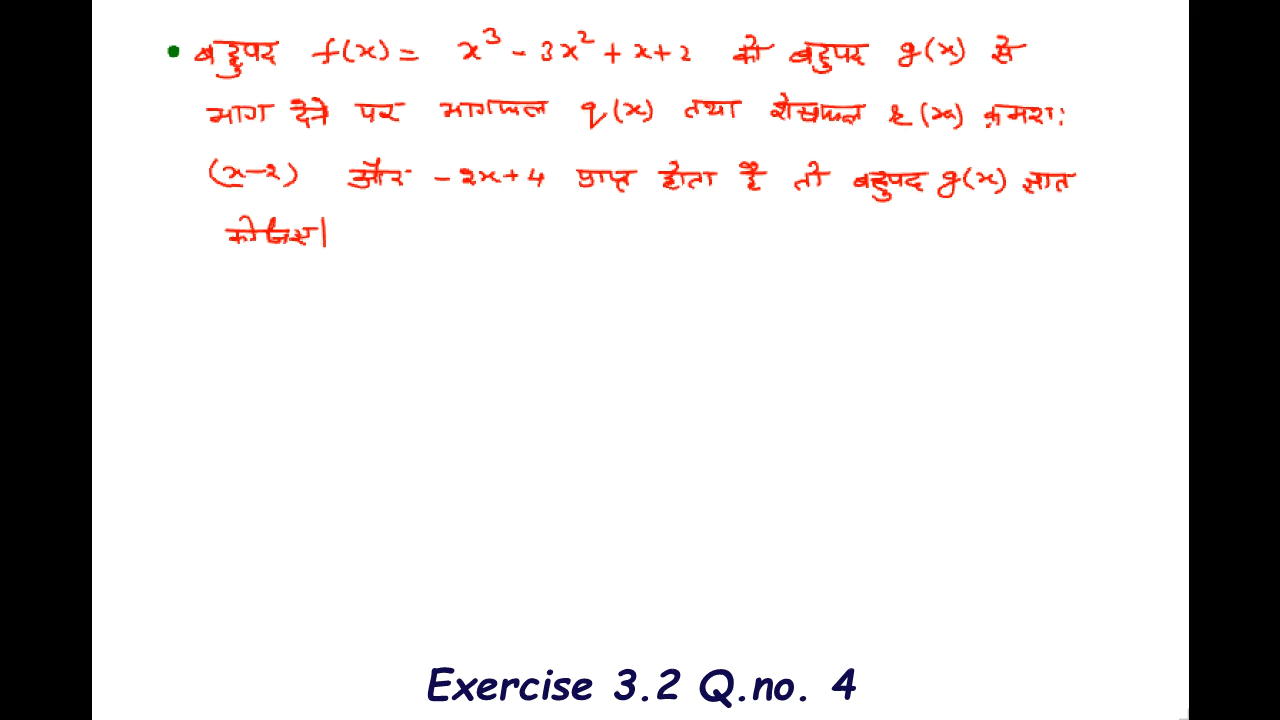 • बहुपद f(x) = x³ - 3x² + x + 2 को बहुपद g(x) से
भाग देने पर भागफल q(x) तथा शेषफल r(x) क्रमश:
(x-2) और -2x+4 प्राप्त होता है तो बहुपद g(x) ज्ञात
कीजिए।
Exercise 3.2 Q.no. 4